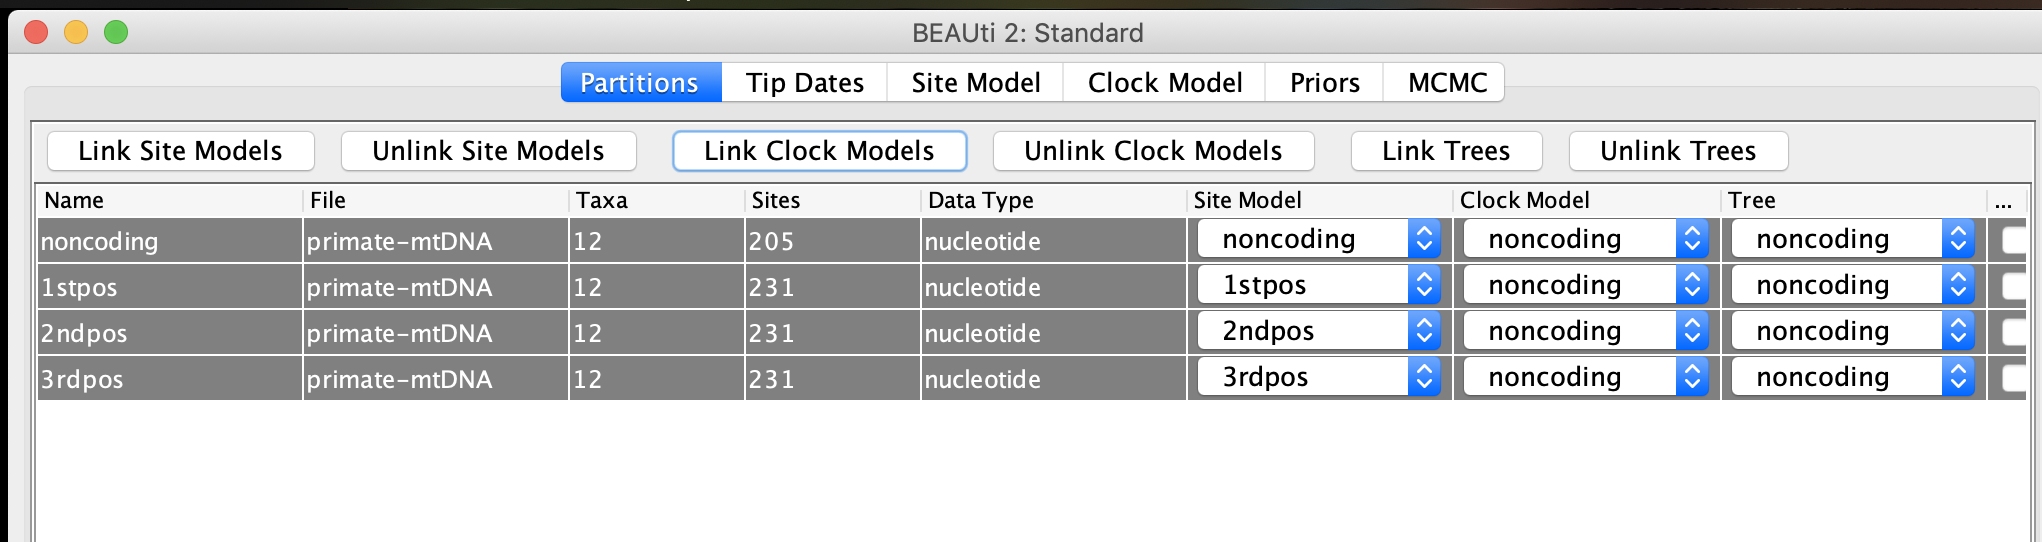 BEAUti 2: Standard
Partitions Tip Dates Site Model Clock Model Priors MCMC
Link Site Models Unlink Site Models Link Clock Models Unlink Clock Models Link Trees Unlink Trees
Name File Taxa Sites Data Type Site Model Clock Model Tree ...
noncoding primate-mtDNA 12 205 nucleotide noncoding noncoding noncoding
1stpos primate-mtDNA 12 231 nucleotide 1stpos noncoding noncoding
2ndpos primate-mtDNA 12 231 nucleotide 2ndpos noncoding noncoding
3rdpos primate-mtDNA 12 231 nucleotide 3rdpos noncoding noncoding